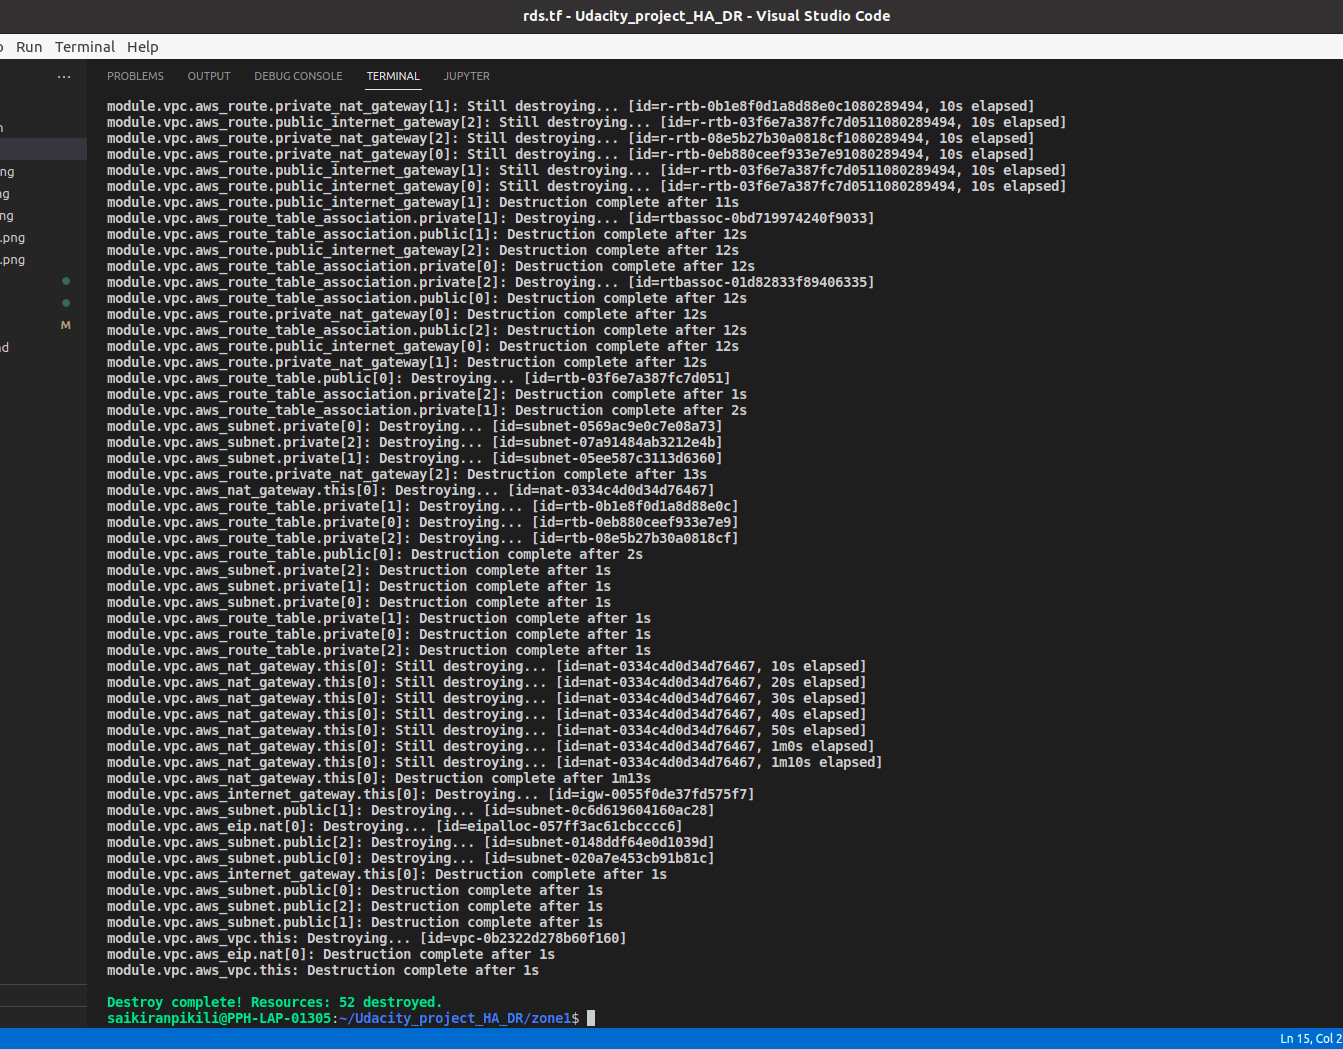 rds.tf - Udacity_project_HA_DR - Visual Studio Code
Run Terminal Help
... PROBLEMS OUTPUT DEBUG CONSOLE TERMINAL JUPYTER
module.vpc.aws_route.private_nat_gateway[1]: Still destroying... [id=r-rtb-0b1e8f0d1a8d88e0c1080289494, 10s elapsed]
module.vpc.aws_route.public_internet_gateway[2]: Still destroying... [id=r-rtb-03f6e7a387fc7d0511080289494, 10s elapsed]
module.vpc.aws_route.private_nat_gateway[2]: Still destroying... [id=r-rtb-08e5b27b30a0818cf1080289494, 10s elapsed]
module.vpc.aws_route.private_nat_gateway[0]: Still destroying... [id=r-rtb-0eb880ceef933e7e91080289494, 10s elapsed]
module.vpc.aws_route.public_internet_gateway[1]: Still destroying... [id=r-rtb-03f6e7a387fc7d0511080289494, 10s elapsed]
module.vpc.aws_route.public_internet_gateway[0]: Still destroying... [id=r-rtb-03f6e7a387fc7d0511080289494, 10s elapsed]
module.vpc.aws_route.public_internet_gateway[1]: Destruction complete after 11s
module.vpc.aws_route_table_association.private[1]: Destroying... [id=rtbassoc-0bd719974240f9033]
module.vpc.aws_route_table_association.public[1]: Destruction complete after 12s
module.vpc.aws_route.public_internet_gateway[2]: Destruction complete after 12s
module.vpc.aws_route_table_association.private[0]: Destruction complete after 12s
module.vpc.aws_route_table_association.private[2]: Destroying... [id=rtbassoc-01d82833f89406335]
module.vpc.aws_route_table_association.public[0]: Destruction complete after 12s
module.vpc.aws_route.private_nat_gateway[0]: Destruction complete after 12s
module.vpc.aws_route_table_association.public[2]: Destruction complete after 12s
module.vpc.aws_route.public_internet_gateway[0]: Destruction complete after 12s
module.vpc.aws_route.private_nat_gateway[1]: Destruction complete after 12s
module.vpc.aws_route_table.public[0]: Destroying... [id=rtb-03f6e7a387fc7d051]
module.vpc.aws_route_table_association.private[2]: Destruction complete after 1s
module.vpc.aws_route_table_association.private[1]: Destruction complete after 2s
module.vpc.aws_subnet.private[0]: Destroying... [id=subnet-0569ac9e0c7e08a73]
module.vpc.aws_subnet.private[2]: Destroying... [id=subnet-07a91484ab3212e4b]
module.vpc.aws_subnet.private[1]: Destroying... [id=subnet-05ee587c3113d6360]
module.vpc.aws_route.private_nat_gateway[2]: Destruction complete after 13s
module.vpc.aws_nat_gateway.this[0]: Destroying... [id=nat-0334c4d0d34d76467]
module.vpc.aws_route_table.private[1]: Destroying... [id=rtb-0b1e8f0d1a8d88e0c]
module.vpc.aws_route_table.private[0]: Destroying... [id=rtb-0eb880ceef933e7e9]
module.vpc.aws_route_table.private[2]: Destroying... [id=rtb-08e5b27b30a0818cf]
module.vpc.aws_route_table.public[0]: Destruction complete after 2s
module.vpc.aws_subnet.private[2]: Destruction complete after 1s
module.vpc.aws_subnet.private[1]: Destruction complete after 1s
module.vpc.aws_subnet.private[0]: Destruction complete after 1s
module.vpc.aws_route_table.private[1]: Destruction complete after 1s
module.vpc.aws_route_table.private[0]: Destruction complete after 1s
module.vpc.aws_route_table.private[2]: Destruction complete after 1s
module.vpc.aws_nat_gateway.this[0]: Still destroying... [id=nat-0334c4d0d34d76467, 10s elapsed]
module.vpc.aws_nat_gateway.this[0]: Still destroying... [id=nat-0334c4d0d34d76467, 20s elapsed]
module.vpc.aws_nat_gateway.this[0]: Still destroying... [id=nat-0334c4d0d34d76467, 30s elapsed]
module.vpc.aws_nat_gateway.this[0]: Still destroying... [id=nat-0334c4d0d34d76467, 40s elapsed]
module.vpc.aws_nat_gateway.this[0]: Still destroying... [id=nat-0334c4d0d34d76467, 50s elapsed]
module.vpc.aws_nat_gateway.this[0]: Still destroying... [id=nat-0334c4d0d34d76467, 1m0s elapsed]
module.vpc.aws_nat_gateway.this[0]: Still destroying... [id=nat-0334c4d0d34d76467, 1m10s elapsed]
module.vpc.aws_nat_gateway.this[0]: Destruction complete after 1m13s
module.vpc.aws_internet_gateway.this[0]: Destroying... [id=igw-0055f0de37fd575f7]
module.vpc.aws_subnet.public[1]: Destroying... [id=subnet-0c6d619604160ac28]
module.vpc.aws_eip.nat[0]: Destroying... [id=eipalloc-057ff3ac61cbcccc6]
module.vpc.aws_subnet.public[2]: Destroying... [id=subnet-0148ddf64e0d1039d]
module.vpc.aws_subnet.public[0]: Destroying... [id=subnet-020a7e453cb91b81c]
module.vpc.aws_internet_gateway.this[0]: Destruction complete after 1s
module.vpc.aws_subnet.public[0]: Destruction complete after 1s
module.vpc.aws_subnet.public[2]: Destruction complete after 1s
module.vpc.aws_subnet.public[1]: Destruction complete after 1s
module.vpc.aws_vpc.this: Destroying... [id=vpc-0b2322d278b60f160]
module.vpc.aws_eip.nat[0]: Destruction complete after 1s
module.vpc.aws_vpc.this: Destruction complete after 1s
Destroy complete! Resources: 52 destroyed.
saikiranpikili@PPH-LAP-01305:~/Udacity_project_HA_DR/zone1$
ng
ng
ng
.png
.png
M
Ln 15, Col 2